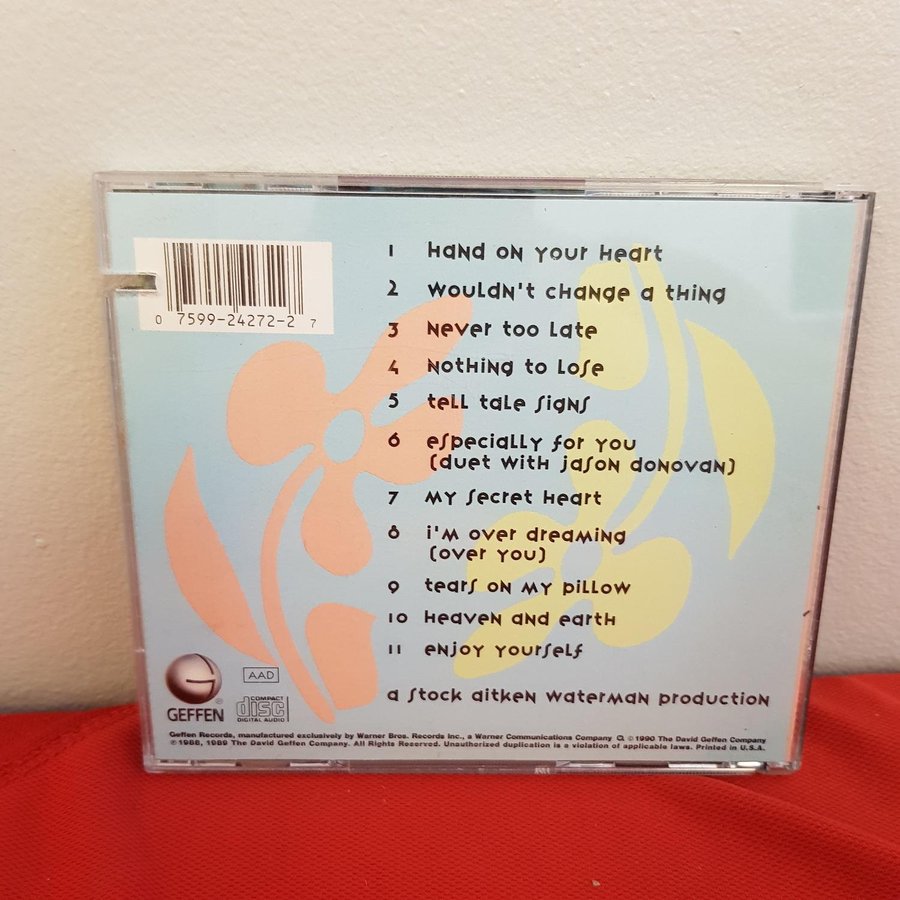 0 7599-24272-2 7
1 Hand on your heart
2 wouldn't change a thing
3 Never too late
4 Nothing to lose
5 tell tale signs
6 especially for you
(duet with jason donovan)
7 my secret heart
8 i'm over dreaming
(over you)
9 tears on my pillow
10 heaven and earth
11 enjoy yourself
a stock aitken waterman production
GEFFEN
®
AAD
COMPACT
disc
DIGITAL AUDIO
Geffen Records, manufactured exclusively by Warner Bros. Records Inc., a Warner Communications Company ©1990 The David Geffen Company
℗1988, 1989 The David Geffen Company. All Rights Reserved. Unauthorized duplication is a violation of applicable laws. Printed in U.S.A.